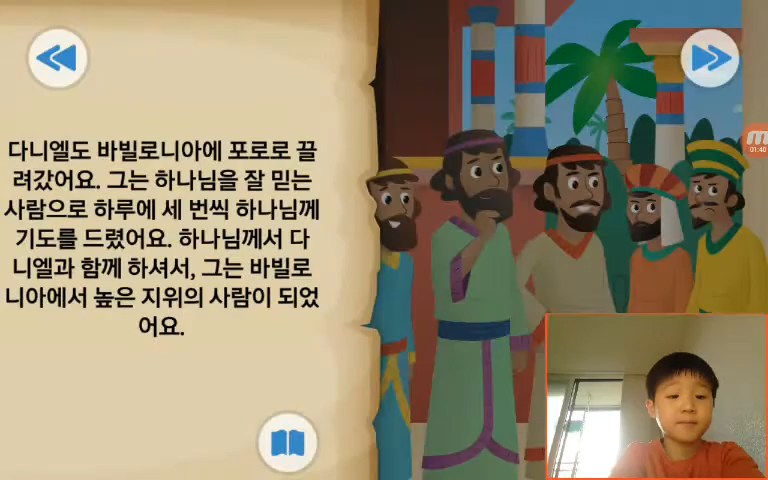 다니엘도 바빌로니아에 포로로 끌
려갔어요. 그는 하나님을 잘 믿는
사람으로 하루에 세 번씩 하나님께
기도를 드렸어요. 하나님께서 다
니엘과 함께 하셔서, 그는 바빌로
니아에서 높은 지위의 사람이 되었
어요.
01:40